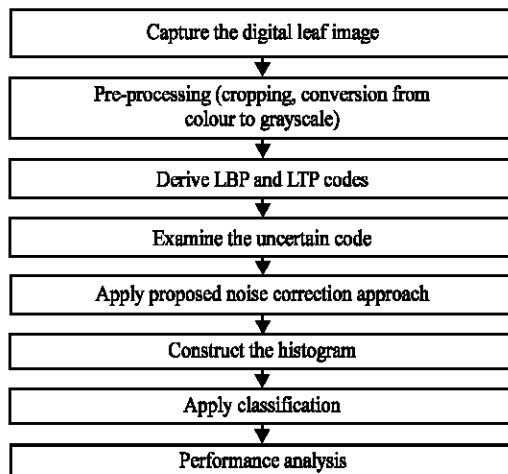 Capture the digital leaf image
Pre-processing (cropping, conversion from
colour to grayscale)
Derive LBP and LTP codes
Examine the uncertain code
Apply proposed noise correction approach
Construct the histogram
Apply classification
Performance analysis